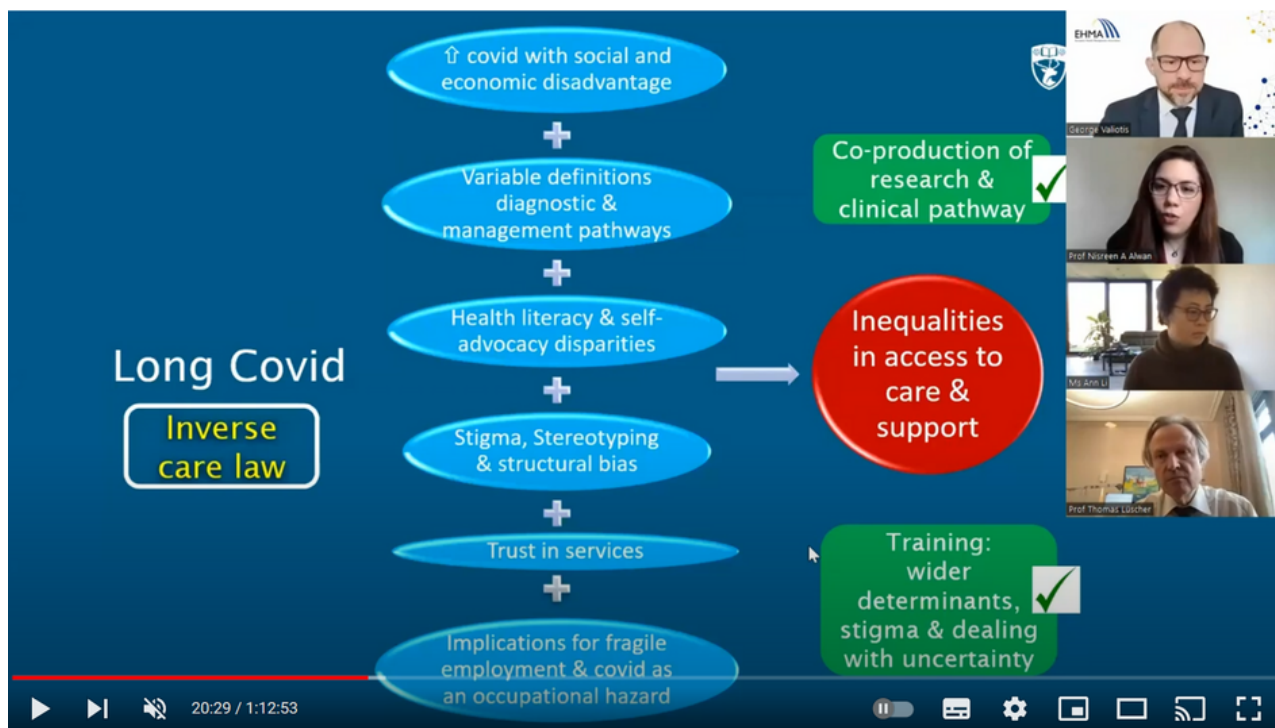 ⇧ covid with social and
economic disadvantage
+
Variable definitions
diagnostic &
management pathways
+
Health literacy & self-
advocacy disparities
+
Stigma, Stereotyping
& structural bias
+
Trust in services
+
Implications for fragile
employment & covid as
an occupational hazard
Long Covid
Inverse
care law
Co-production of
research &
clinical pathway
Inequalities
in access to
care &
support
Training:
wider
determinants,
stigma & dealing
with uncertainty
EHMA
George Valiotis
Prof Nisreen A Alwan
Ms Ann Li
Prof Thomas Lüscher
20:29 / 1:12:53